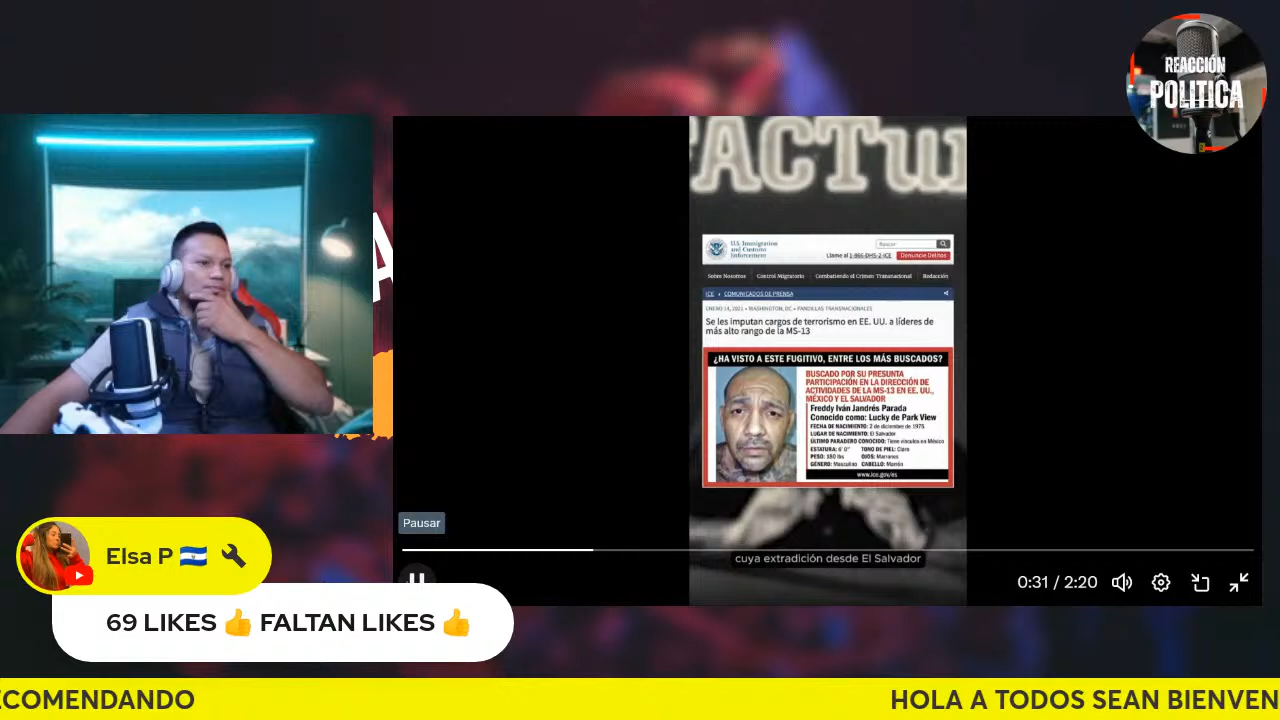 REACCIÓN
POLITICA
FACTum
U.S. Immigration
and Customs
Enforcement
Buscar
Llame al 1-866-DHS-2-ICE
Denuncie Delitos
Sobre Nosotros
Control Migratorio
Combatiendo el Crimen Transnacional
Redacción
ICE › COMUNICADOS DE PRENSA
ENERO 14, 2021 • WASHINGTON, DC • PANDILLAS TRANSNACIONALES
Se les imputan cargos de terrorismo en EE. UU. a líderes de
más alto rango de la MS-13
¿HA VISTO A ESTE FUGITIVO, ENTRE LOS MÁS BUSCADOS?
BUSCADO POR SU PRESUNTA
PARTICIPACIÓN EN LA DIRECCIÓN DE
ACTIVIDADES DE LA MS-13 EN EE. UU.,
MÉXICO Y EL SALVADOR
Freddy Iván Jandrés Parada
Conocido como: Lucky de Park View
FECHA DE NACIMIENTO: 2 de diciembre de 1975
LUGAR DE NACIMIENTO: El Salvador
ÚLTIMO PARADERO CONOCIDO: Tiene vínculos en México
ESTATURA: 6' 0" TONO DE PIEL: Claro
PESO: 180 lbs OJOS: Marrones
GÉNERO: Masculino CABELLO: Marrón
www.ice.gov/es
Pausar
cuya extradición desde El Salvador
0:31 / 2:20
Elsa P 🇸🇻 🔧
69 LIKES 👍 FALTAN LIKES 👍
ECOMENDANDO
HOLA A TODOS SEAN BIENVEN